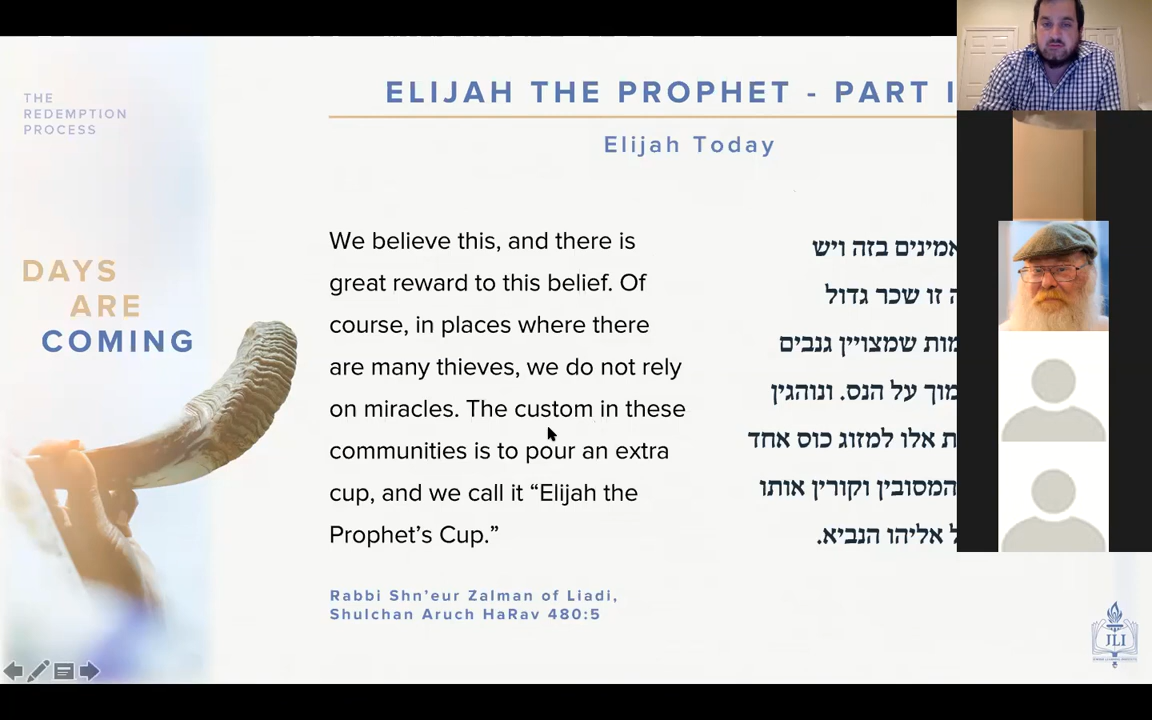 THE
REDEMPTION
PROCESS
DAYS
ARE
COMING
ELIJAH THE PROPHET - PART I
Elijah Today
We believe this, and there is
great reward to this belief. Of
course, in places where there
are many thieves, we do not rely
on miracles. The custom in these
communities is to pour an extra
cup, and we call it “Elijah the
Prophet’s Cup.”
בזה ויש
זו שכר גדול
שמצויין גנבים
על הנס. ונוהגין
אלו למזוג כוס אחד
המסובין וקורין אותו
אליהו הנביא.
Rabbi Shn’eur Zalman of Liadi,
Shulchan Aruch HaRav 480:5
JLI